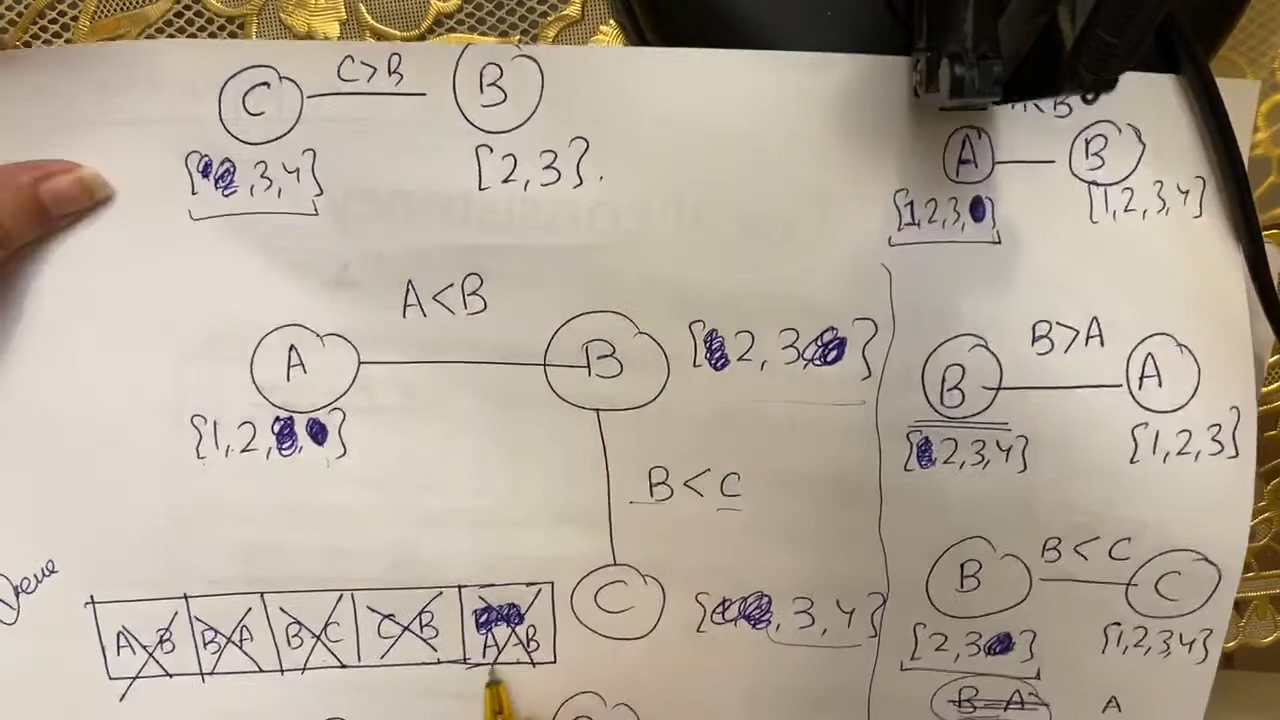 C>B
C B
{ ,3,4}
{2,3}.
A<B
A B
{ 2,3, }
{1,2, , }
B<C
C
{ ,3,4}
Queue
A-B B-A B-C C-B A-B
A<B
A B
{1,2,3, }
{1,2,3,4}
B>A
B A
{ 2,3,4}
{1,2,3}
B<C
B C
{2,3 }
{1,2,3,4}
B-A A